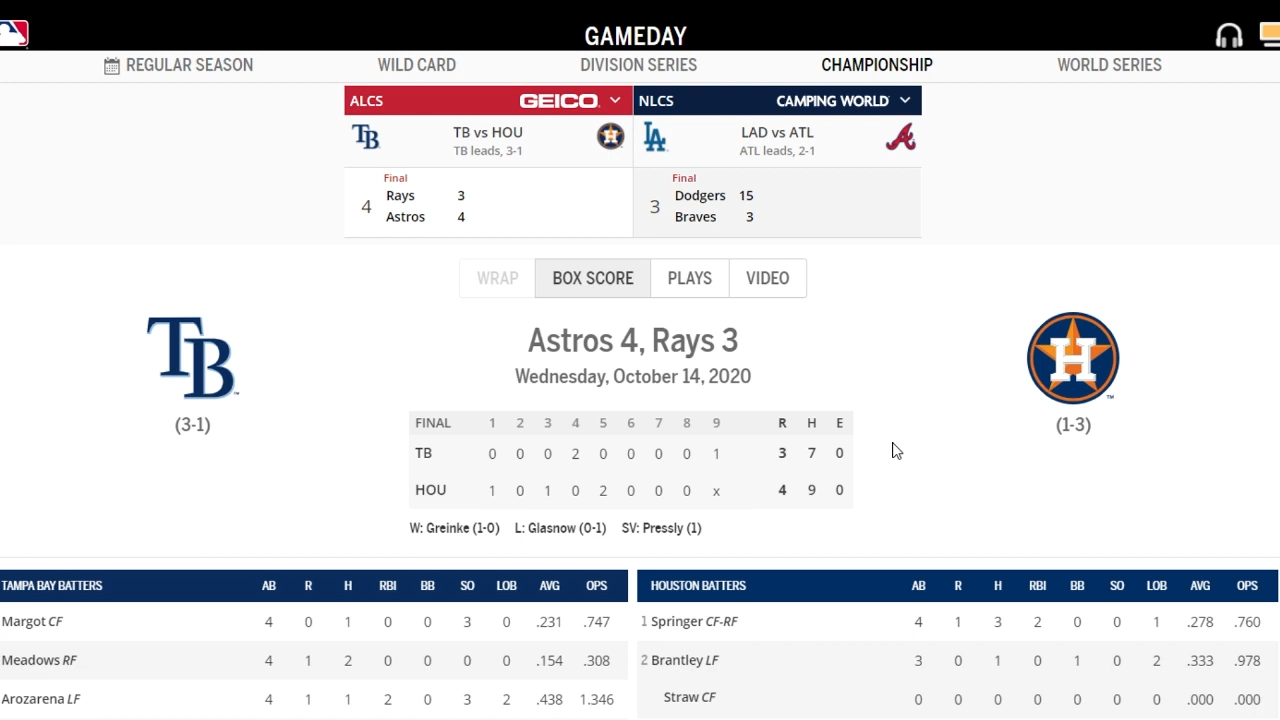 GAMEDAY
REGULAR SEASON WILD CARD DIVISION SERIES CHAMPIONSHIP WORLD SERIES
ALCS GEICO NLCS CAMPING WORLD
TB TB vs HOU H LA LAD vs ATL A
TB leads, 3-1 ATL leads, 2-1
Final Final
4 Rays 3 3 Dodgers 15
Astros 4 Braves 3
WRAP BOX SCORE PLAYS VIDEO
TB Astros 4, Rays 3 H
Wednesday, October 14, 2020
(3-1) (1-3)
FINAL 1 2 3 4 5 6 7 8 9 R H E
TB 0 0 0 2 0 0 0 0 1 3 7 0
HOU 1 0 1 0 2 0 0 0 x 4 9 0
W: Greinke (1-0) L: Glasnow (0-1) SV: Pressly (1)
TAMPA BAY BATTERS AB R H RBI BB SO LOB AVG OPS
Margot CF 4 0 1 0 0 3 0 .231 .747
Meadows RF 4 1 2 0 0 0 0 .154 .308
Arozarena LF 4 1 1 2 0 3 2 .438 1.346
HOUSTON BATTERS AB R H RBI BB SO LOB AVG OPS
1 Springer CF-RF 4 1 3 2 0 0 1 .278 .760
2 Brantley LF 3 0 1 0 1 0 2 .333 .978
Straw CF 0 0 0 0 0 0 0 .000 .000